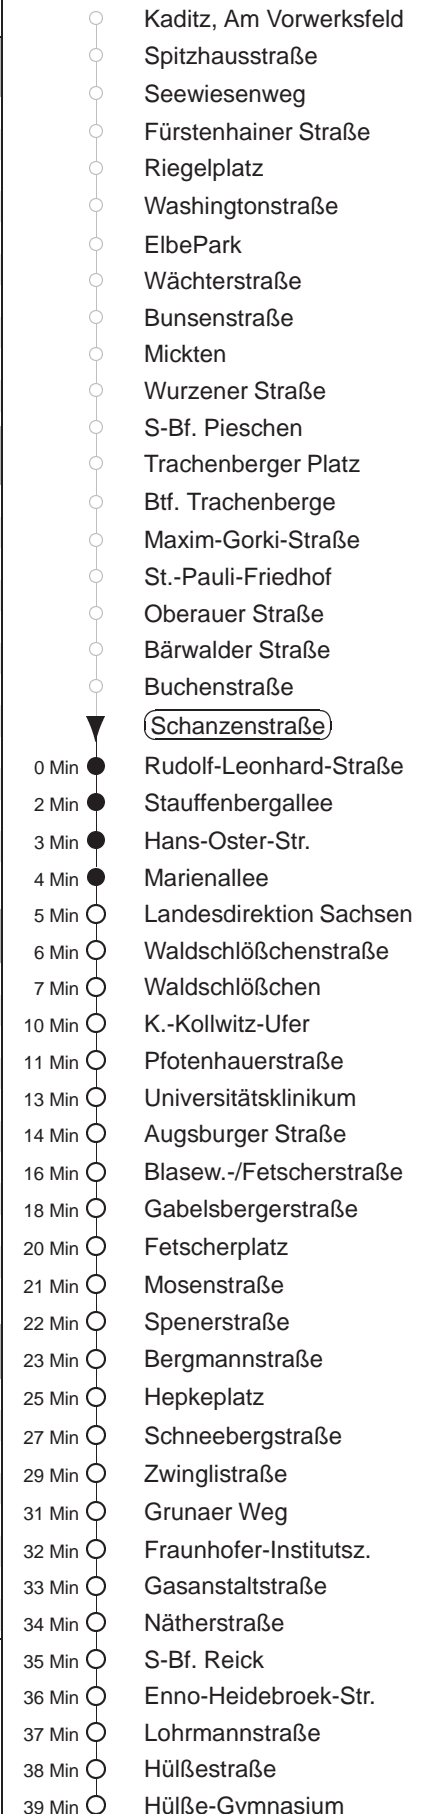 Kaditz, Am Vorwerksfeld
Spitzhausstraße
Seewiesenweg
Fürstenhainer Straße
Riegelplatz
Washingtonstraße
ElbePark
Wächterstraße
Bunsenstraße
Mickten
Wurzener Straße
S-Bf. Pieschen
Trachenberger Platz
Btf. Trachenberge
Maxim-Gorki-Straße
St.-Pauli-Friedhof
Oberauer Straße
Bärwalder Straße
Buchenstraße
Schanzenstraße
0 Min Rudolf-Leonhard-Straße
2 Min Stauffenbergallee
3 Min Hans-Oster-Str.
4 Min Marienallee
5 Min Landesdirektion Sachsen
6 Min Waldschlößchenstraße
7 Min Waldschlößchen
10 Min K.-Kollwitz-Ufer
11 Min Pfotenhauerstraße
13 Min Universitätsklinikum
14 Min Augsburger Straße
16 Min Blasew.-/Fetscherstraße
18 Min Gabelsbergerstraße
20 Min Fetscherplatz
21 Min Mosenstraße
22 Min Spenerstraße
23 Min Bergmannstraße
25 Min Hepkeplatz
27 Min Schneebergstraße
29 Min Zwinglistraße
31 Min Grunaer Weg
32 Min Fraunhofer-Institutsz.
33 Min Gasanstaltstraße
34 Min Nätherstraße
35 Min S-Bf. Reick
36 Min Enno-Heidebroek-Str.
37 Min Lohrmannstraße
38 Min Hülßestraße
39 Min Hülße-Gymnasium